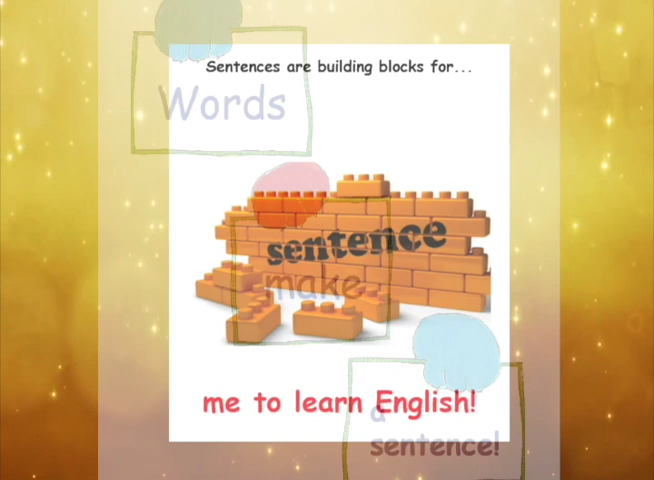 Sentences are building blocks for...
Words
sentence
make
me to learn English!
a
sentence!